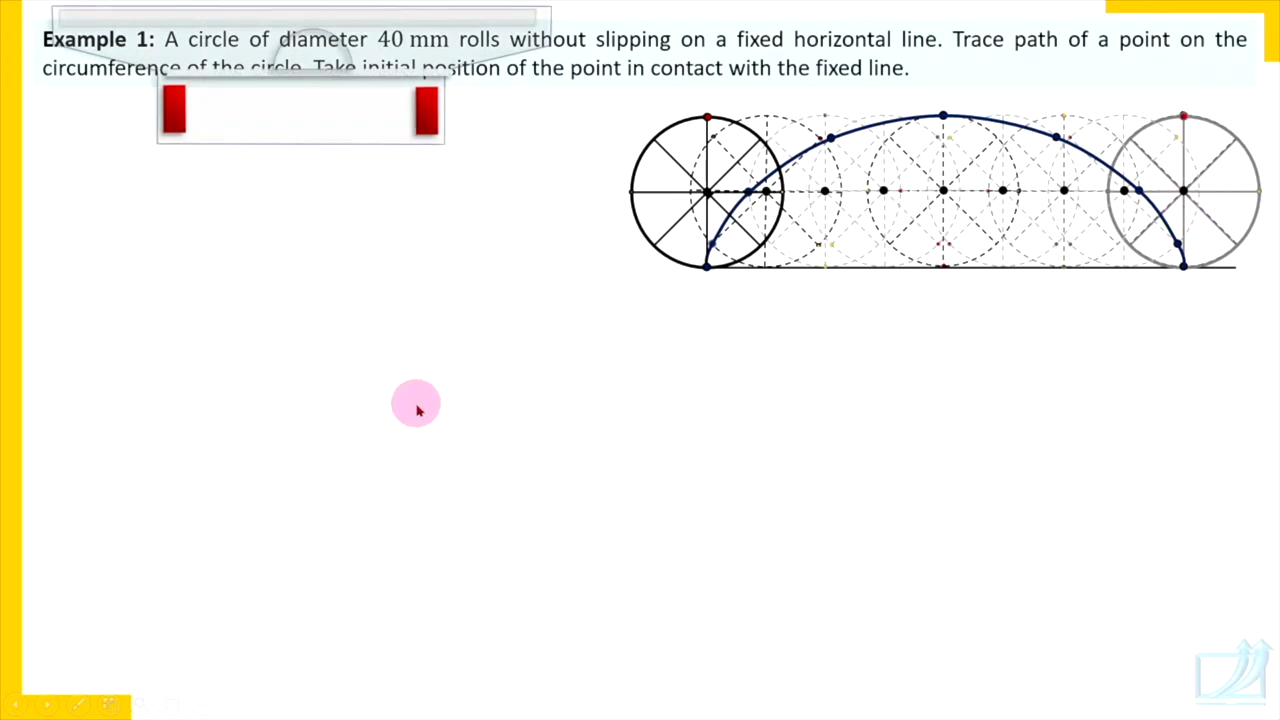 Example 1: A circle of diameter 40 mm rolls without slipping on a fixed horizontal line. Trace path of a point on the
circumference of the circle. Take initial position of the point in contact with the fixed line.